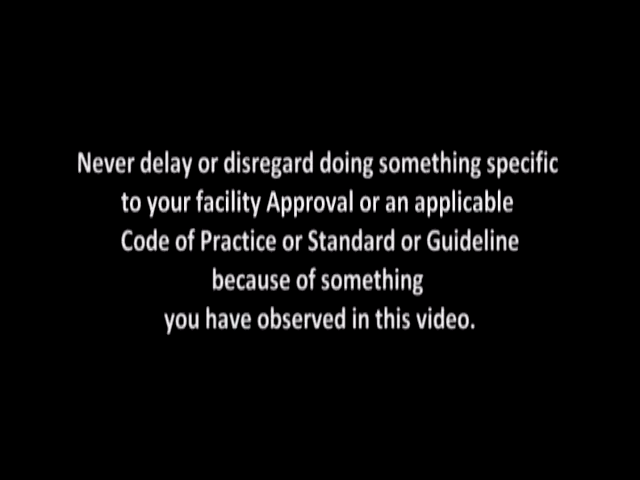 Never delay or disregard doing something specific
to your facility Approval or an applicable
Code of Practice or Standard or Guideline
because of something
you have observed in this video.